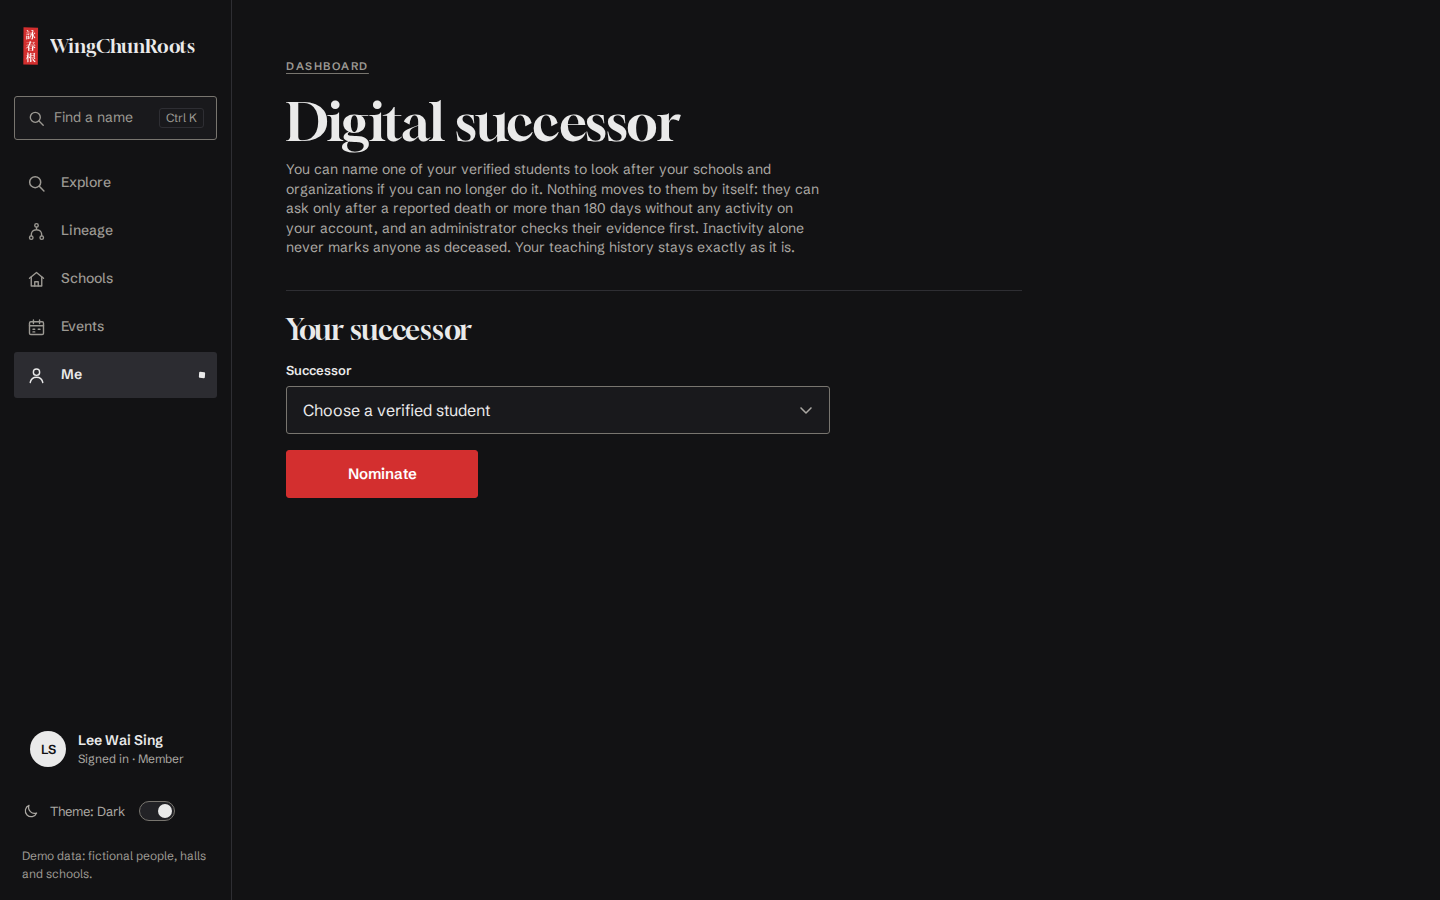 詠春根
WingChunRoots
Find a name
Ctrl K
Explore
Lineage
Schools
Events
Me
LS
Lee Wai Sing
Signed in · Member
Theme: Dark
Demo data: fictional people, halls
and schools.
DASHBOARD
Digital successor
You can name one of your verified students to look after your schools and
organizations if you can no longer do it. Nothing moves to them by itself: they can
ask only after a reported death or more than 180 days without any activity on
your account, and an administrator checks their evidence first. Inactivity alone
never marks anyone as deceased. Your teaching history stays exactly as it is.
Your successor
Successor
Choose a verified student
Nominate